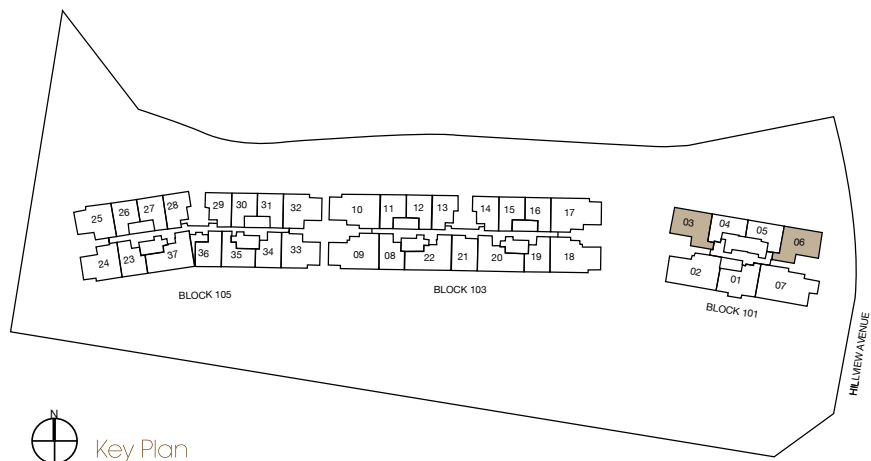 25 26 27 28 29 30 31 32 10 11 12 13 14 15 16 17 03 04 05 06
24 23 37 36 35 34 33 09 08 22 21 20 19 18 02 01 07
BLOCK 105
BLOCK 103
BLOCK 101
HILLVIEW AVENUE
N
Key Plan